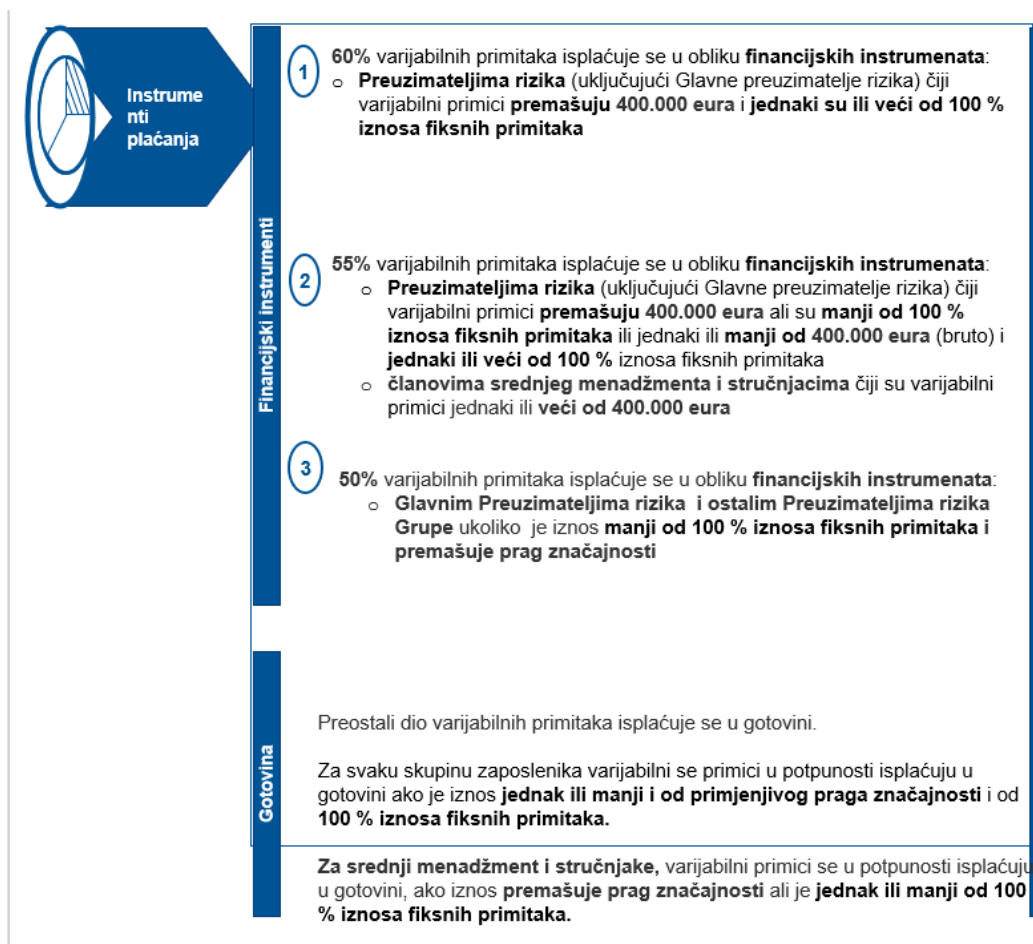 Instrume
nti
plaćanja
Financijski instrumenti
1
60% varijabilnih primitaka isplaćuje se u obliku financijskih instrumenata:
o Preuzimateljima rizika (uključujući Glavne preuzimatelje rizika) čiji
varijabilni primici premašuju 400.000 eura i jednaki su ili veći od 100 %
iznosa fiksnih primitaka
2
55% varijabilnih primitaka isplaćuje se u obliku financijskih instrumenata:
o Preuzimateljima rizika (uključujući Glavne preuzimatelje rizika) čiji
varijabilni primici premašuju 400.000 eura ali su manji od 100 %
iznosa fiksnih primitaka ili jednaki ili manji od 400.000 eura (bruto) i
jednaki ili veći od 100 % iznosa fiksnih primitaka
o članovima srednjeg menadžmenta i stručnjacima čiji su varijabilni
primici jednaki ili veći od 400.000 eura
3
50% varijabilnih primitaka isplaćuje se u obliku financijskih instrumenata:
o Glavnim Preuzimateljima rizika i ostalim Preuzimateljima rizika
Grupe ukoliko je iznos manji od 100 % iznosa fiksnih primitaka i
premašuje prag značajnosti
Gotovina
Preostali dio varijabilnih primitaka isplaćuje se u gotovini.
Za svaku skupinu zaposlenika varijabilni se primici u potpunosti isplaćuju u
gotovini ako je iznos jednak ili manji i od primjenjivog praga značajnosti i od
100 % iznosa fiksnih primitaka.
Za srednji menadžment i stručnjake, varijabilni primici se u potpunosti isplaćuju
u gotovini, ako iznos premašuje prag značajnosti ali je jednak ili manji od 100
% iznosa fiksnih primitaka.